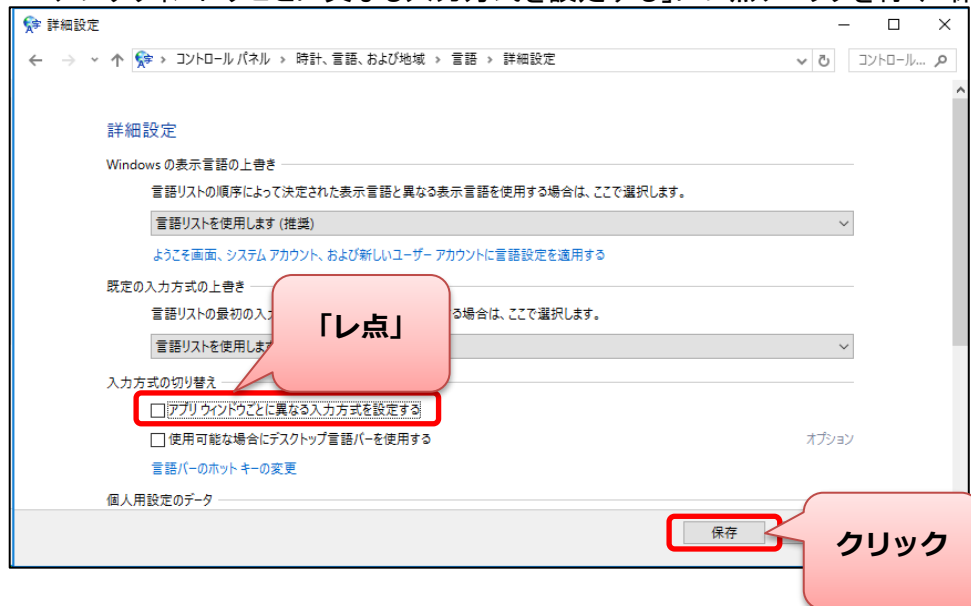 詳細設定
コントロール パネル › 時計、言語、および地域 › 言語 › 詳細設定
コントロール...
詳細設定
Windows の表示言語の上書き
言語リストの順序によって決定された表示言語と異なる表示言語を使用する場合は、ここで選択します。
言語リストを使用します (推奨)
ようこそ画面、システム アカウント、および新しいユーザー アカウントに言語設定を適用する
既定の入力方式の上書き
言語リストの最初の入
る場合は、ここで選択します。
「レ点」
言語リストを使用しま
入力方式の切り替え
アプリ ウィンドウごとに異なる入力方式を設定する
使用可能な場合にデスクトップ言語バーを使用する
オプション
言語バーのホット キーの変更
個人用設定のデータ
保存
クリック